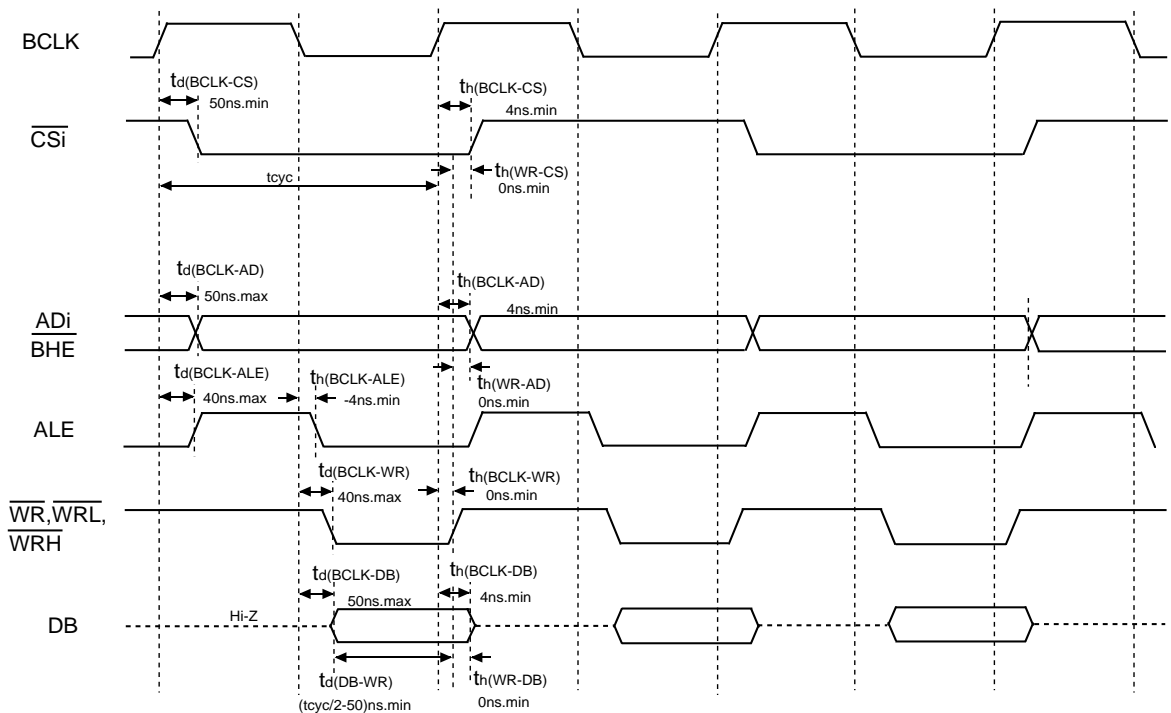 BCLK
td(BCLK-CS)
50ns.min
th(BCLK-CS)
4ns.min
CSi
tcyc
th(WR-CS)
0ns.min
td(BCLK-AD)
50ns.max
th(BCLK-AD)
4ns.min
ADi
BHE
td(BCLK-ALE)
40ns.max
th(BCLK-ALE)
-4ns.min
th(WR-AD)
0ns.min
ALE
td(BCLK-WR)
40ns.max
th(BCLK-WR)
0ns.min
WR,WRL,
WRH
td(BCLK-DB)
50ns.max
th(BCLK-DB)
4ns.min
Hi-Z
DB
td(DB-WR)
(tcyc/2-50)ns.min
th(WR-DB)
0ns.min